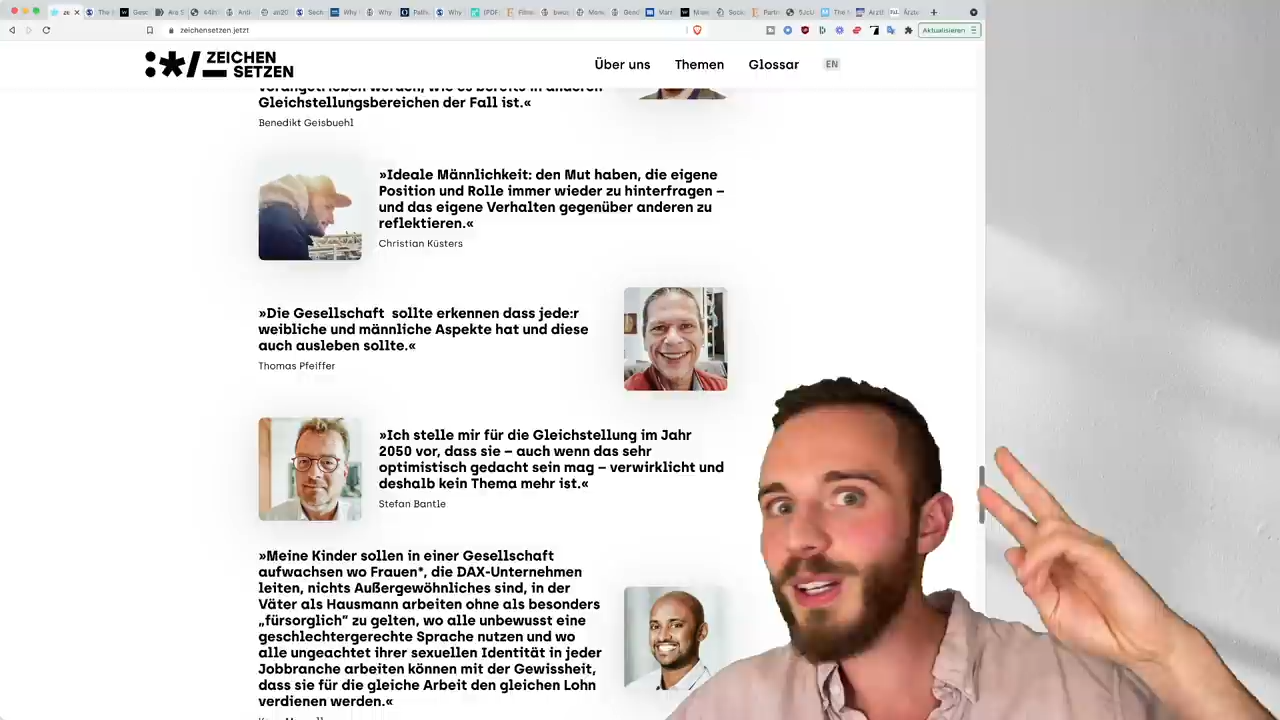 zeichensetzen.jetzt
Aktualisieren
ZEICHEN
SETZEN
Über uns
Themen
Glossar
EN
vorangetrieben werden, wie es bereits in anderen
Gleichstellungsbereichen der Fall ist.«
Benedikt Geisbuehl
»Ideale Männlichkeit: den Mut haben, die eigene
Position und Rolle immer wieder zu hinterfragen –
und das eigene Verhalten gegenüber anderen zu
reflektieren.«
Christian Küsters
»Die Gesellschaft sollte erkennen dass jede:r
weibliche und männliche Aspekte hat und diese
auch ausleben sollte.«
Thomas Pfeiffer
»Ich stelle mir für die Gleichstellung im Jahr
2050 vor, dass sie – auch wenn das sehr
optimistisch gedacht sein mag – verwirklicht und
deshalb kein Thema mehr ist.«
Stefan Bantle
»Meine Kinder sollen in einer Gesellschaft
aufwachsen wo Frauen*, die DAX-Unternehmen
leiten, nichts Außergewöhnliches sind, in der
Väter als Hausmann arbeiten ohne als besonders
„fürsorglich“ zu gelten, wo alle unbewusst eine
geschlechtergerechte Sprache nutzen und wo
alle ungeachtet ihrer sexuellen Identität in jeder
Jobbranche arbeiten können mit der Gewissheit,
dass sie für die gleiche Arbeit den gleichen Lohn
verdienen werden.«